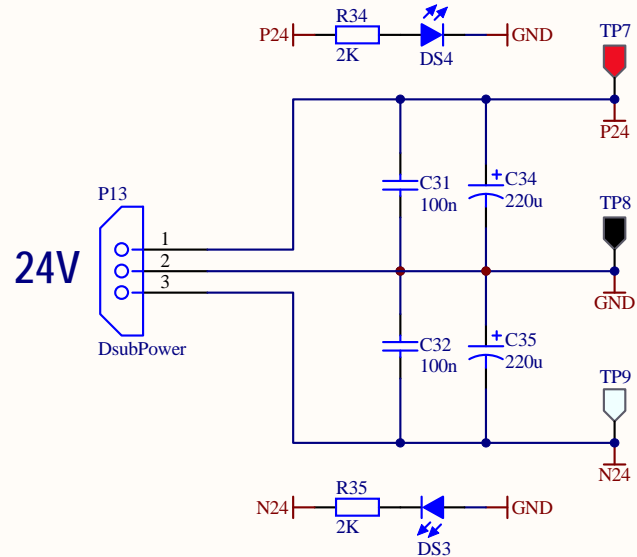 R34
P24
GND
2K
DS4
TP7
P24
P13
C31
100n
+
C34
220u
TP8
1
24V
2
3
GND
DsubPower
C32
100n
+
C35
220u
TP9
N24
R35
N24
GND
2K
DS3